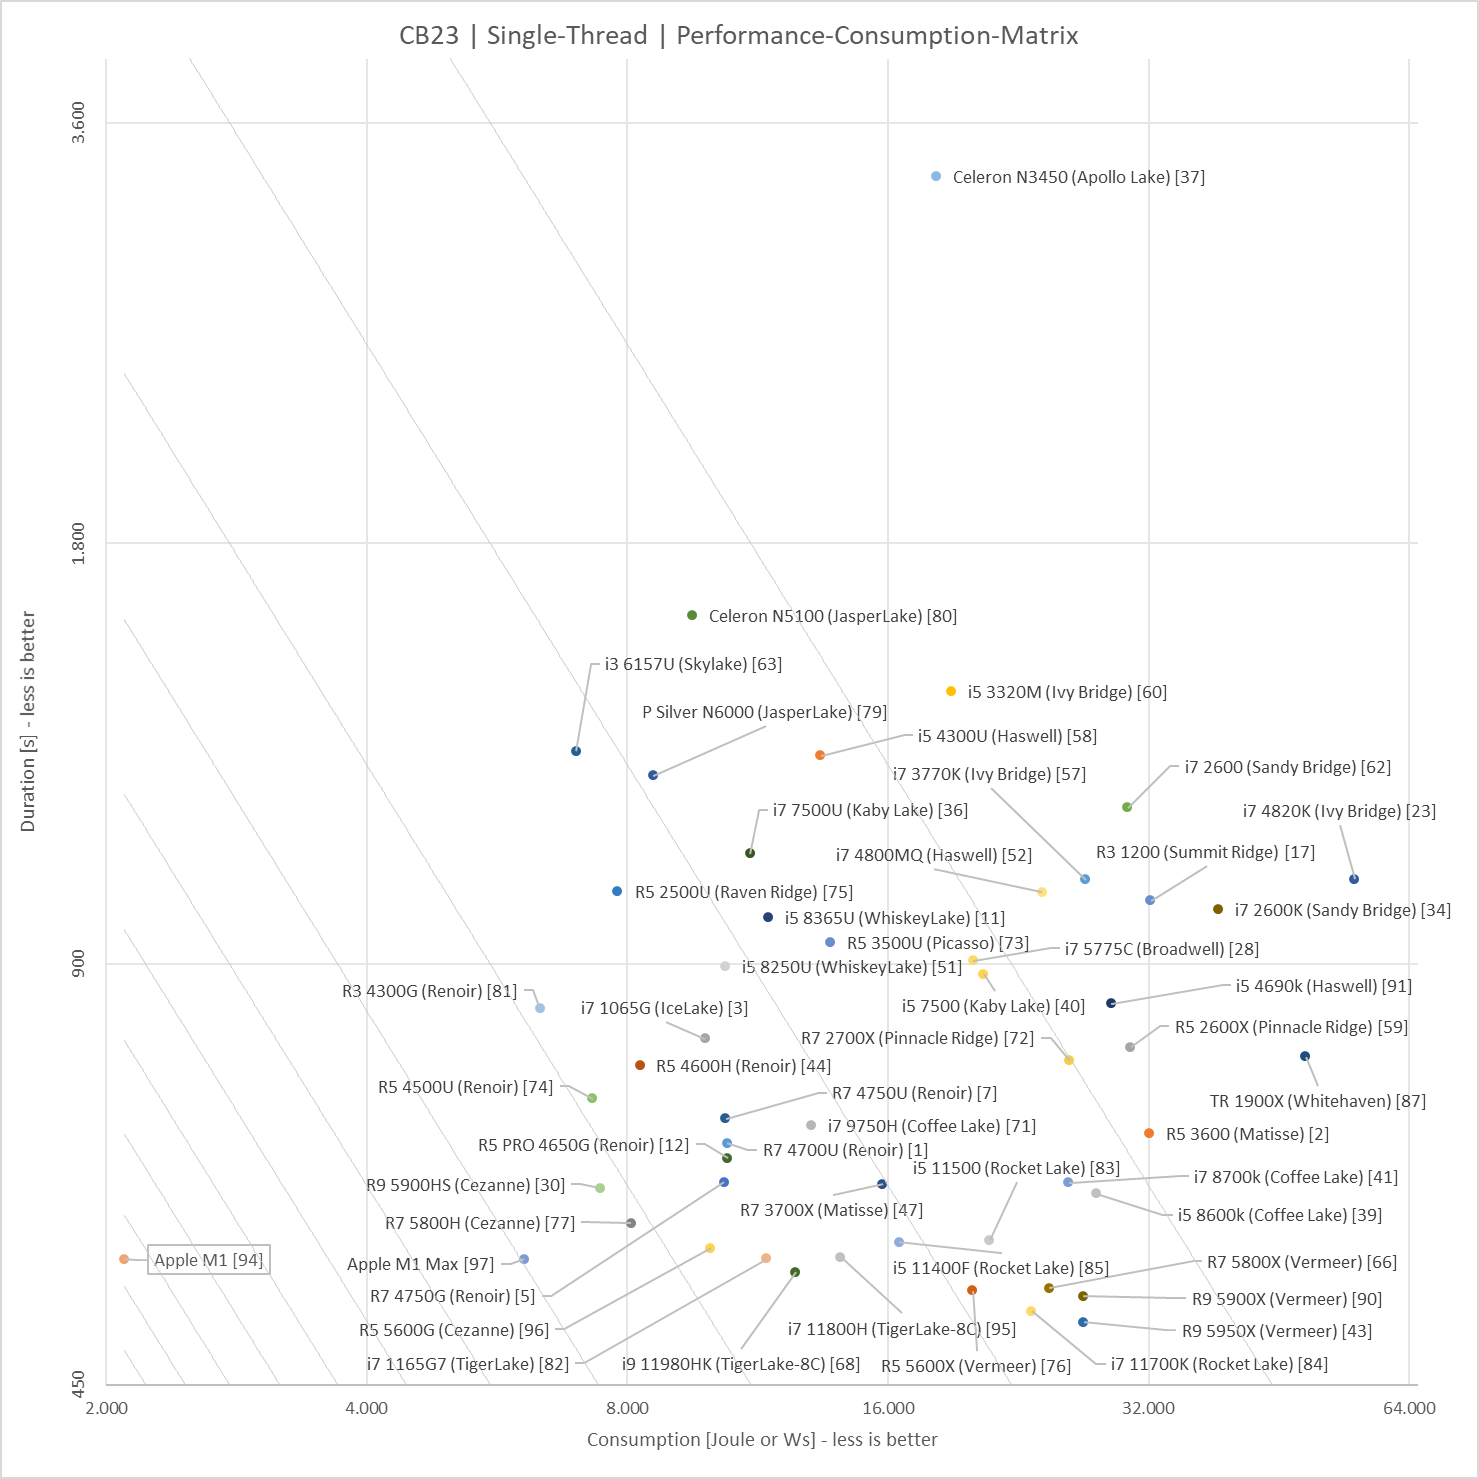 CB23 | Single-Thread | Performance-Consumption-Matrix
3.600
Celeron N3450 (Apollo Lake) [37]
1.800
Duration [s] - less is better
Celeron N5100 (JasperLake) [80]
i3 6157U (Skylake) [63]
i5 3320M (Ivy Bridge) [60]
P Silver N6000 (JasperLake) [79]
i5 4300U (Haswell) [58]
i7 3770K (Ivy Bridge) [57]
i7 2600 (Sandy Bridge) [62]
i7 7500U (Kaby Lake) [36]
i7 4820K (Ivy Bridge) [23]
i7 4800MQ (Haswell) [52]
R3 1200 (Summit Ridge) [17]
R5 2500U (Raven Ridge) [75]
i7 2600K (Sandy Bridge) [34]
i5 8365U (WhiskeyLake) [11]
R5 3500U (Picasso) [73]
i7 5775C (Broadwell) [28]
900
i5 8250U (WhiskeyLake) [51]
R3 4300G (Renoir) [81]
i5 4690k (Haswell) [91]
i7 1065G (IceLake) [3]
i5 7500 (Kaby Lake) [40]
R5 2600X (Pinnacle Ridge) [59]
R7 2700X (Pinnacle Ridge) [72]
R5 4600H (Renoir) [44]
R5 4500U (Renoir) [74]
R7 4750U (Renoir) [7]
TR 1900X (Whitehaven) [87]
i7 9750H (Coffee Lake) [71]
R5 3600 (Matisse) [2]
R5 PRO 4650G (Renoir) [12]
R7 4700U (Renoir) [1]
i5 11500 (Rocket Lake) [83]
i7 8700k (Coffee Lake) [41]
R9 5900HS (Cezanne) [30]
R7 3700X (Matisse) [47]
i5 8600k (Coffee Lake) [39]
R7 5800H (Cezanne) [77]
Apple M1 [94]
Apple M1 Max [97]
i5 11400F (Rocket Lake) [85]
R7 5800X (Vermeer) [66]
R7 4750G (Renoir) [5]
R9 5900X (Vermeer) [90]
R5 5600G (Cezanne) [96]
i7 11800H (TigerLake-8C) [95]
R9 5950X (Vermeer) [43]
i7 1165G7 (TigerLake) [82]
i9 11980HK (TigerLake-8C) [68]
R5 5600X (Vermeer) [76]
i7 11700K (Rocket Lake) [84]
450
2.000
4.000
8.000
16.000
32.000
64.000
Consumption [Joule or Ws] - less is better